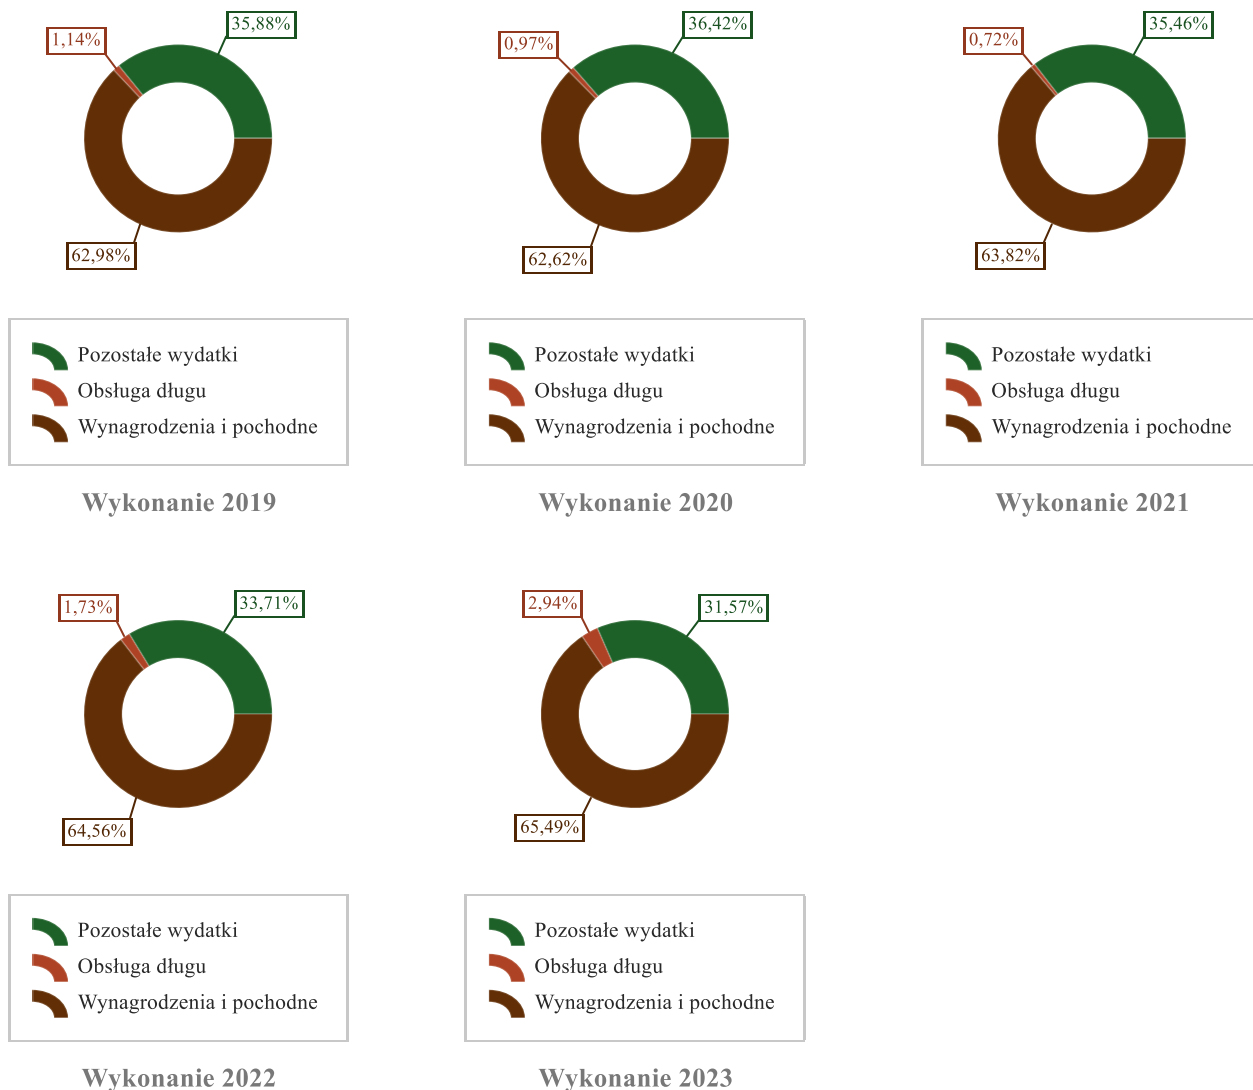 1,14%
35,88%
62,98%
Pozostałe wydatki
Obsługa długu
Wynagrodzenia i pochodne
Wykonanie 2019
0,97%
36,42%
62,62%
Pozostałe wydatki
Obsługa długu
Wynagrodzenia i pochodne
Wykonanie 2020
0,72%
35,46%
63,82%
Pozostałe wydatki
Obsługa długu
Wynagrodzenia i pochodne
Wykonanie 2021
1,73%
33,71%
64,56%
Pozostałe wydatki
Obsługa długu
Wynagrodzenia i pochodne
Wykonanie 2022
2,94%
31,57%
65,49%
Pozostałe wydatki
Obsługa długu
Wynagrodzenia i pochodne
Wykonanie 2023